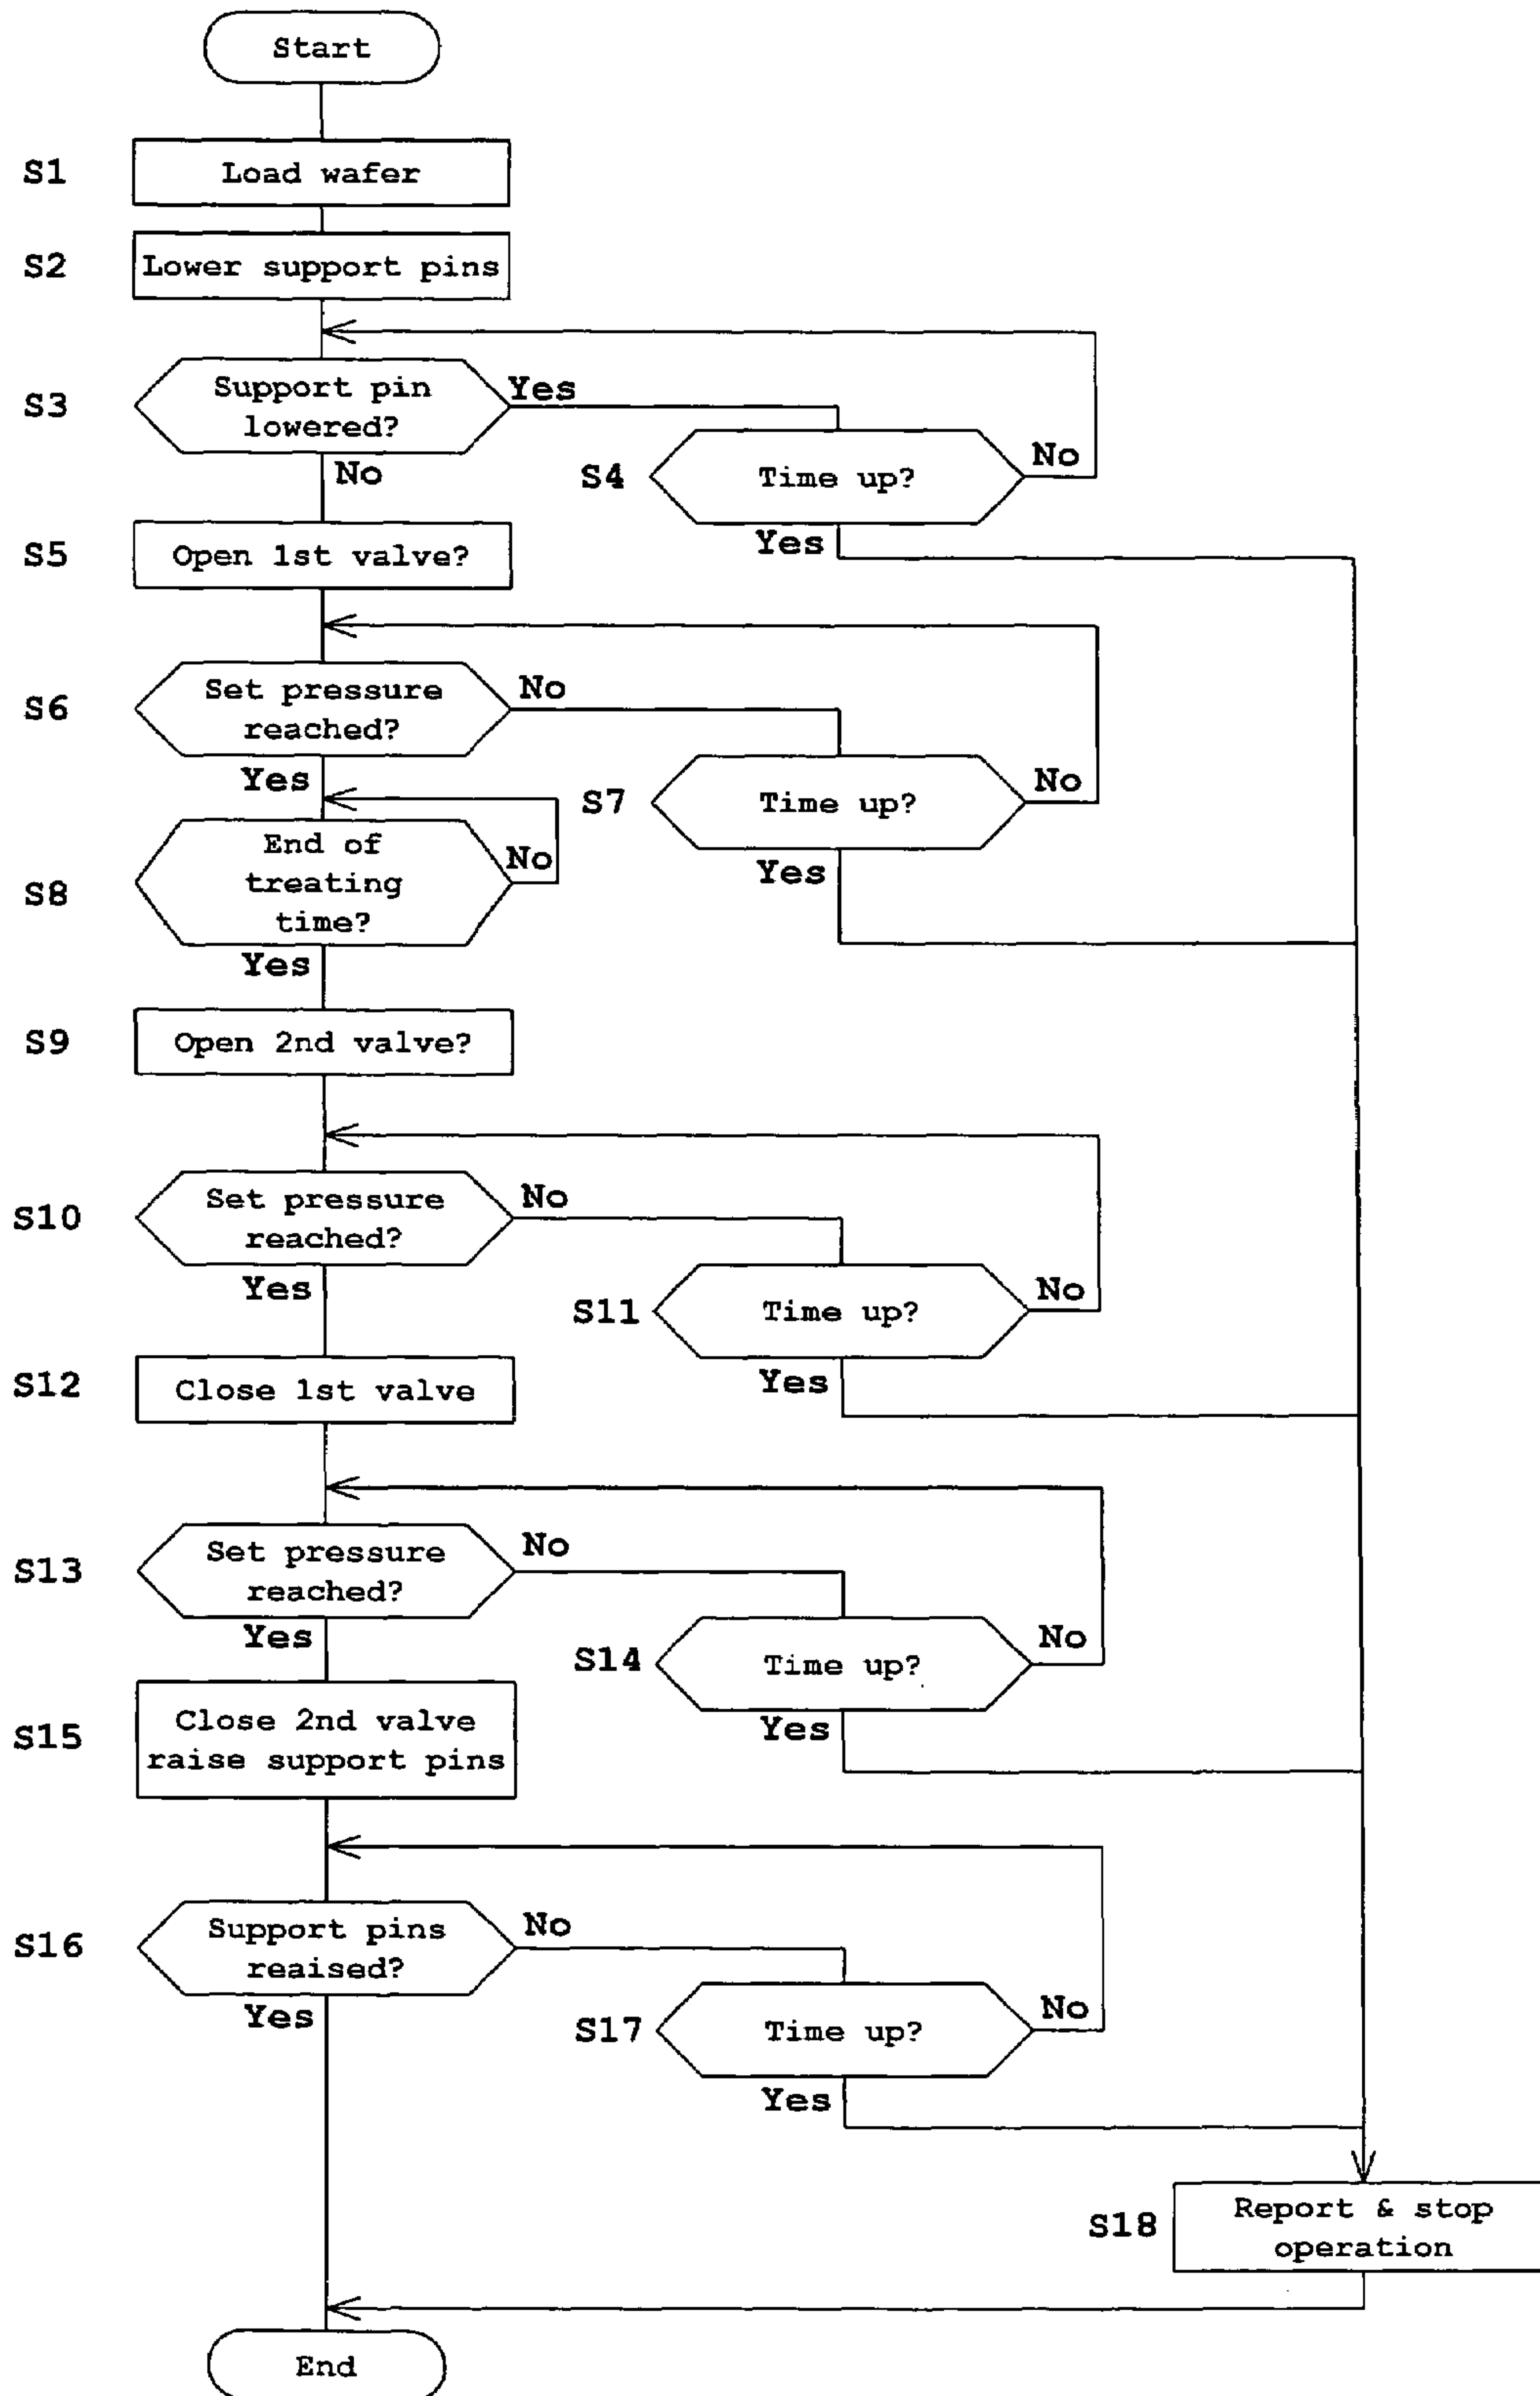 Start
S1
Load wafer
S2
Lower support pins
S3
Support pin
lowered?
Yes
No
S4
Time up?
No
Yes
S5
Open 1st valve?
S6
Set pressure
reached?
No
Yes
S7
Time up?
No
Yes
S8
End of
treating
time?
No
Yes
S9
Open 2nd valve?
S10
Set pressure
reached?
No
Yes
S11
Time up?
No
Yes
S12
Close 1st valve
S13
Set pressure
reached?
No
Yes
S14
Time up?
No
Yes
S15
Close 2nd valve
raise support pins
S16
Support pins
reaised?
No
Yes
S17
Time up?
No
Yes
S18
Report & stop
operation
End